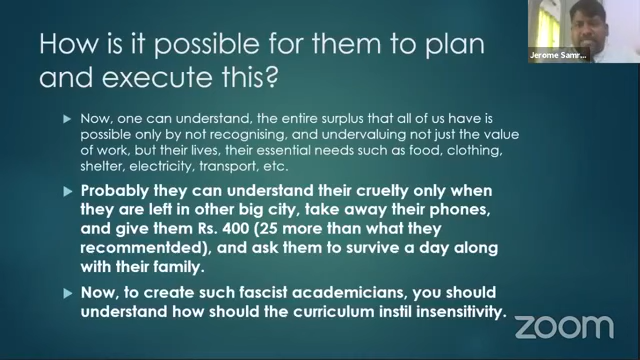 How is it possible for them to plan
and execute this?
Now, one can understand, the entire surplus that all of us have is
possible only by not recognising, and undervaluing not just the value
of work, but their lives, their essential needs such as food, clothing,
shelter, electricity, transport, etc.
Probably they can understand their cruelty only when
they are left in other big city, take away their phones,
and give them Rs. 400 (25 more than what they
recommentded), and ask them to survive a day along
with their family.
Now, to create such fascist academicians, you should
understand how should the curriculum instil insensitivity.
Jerome Samr...
zoom